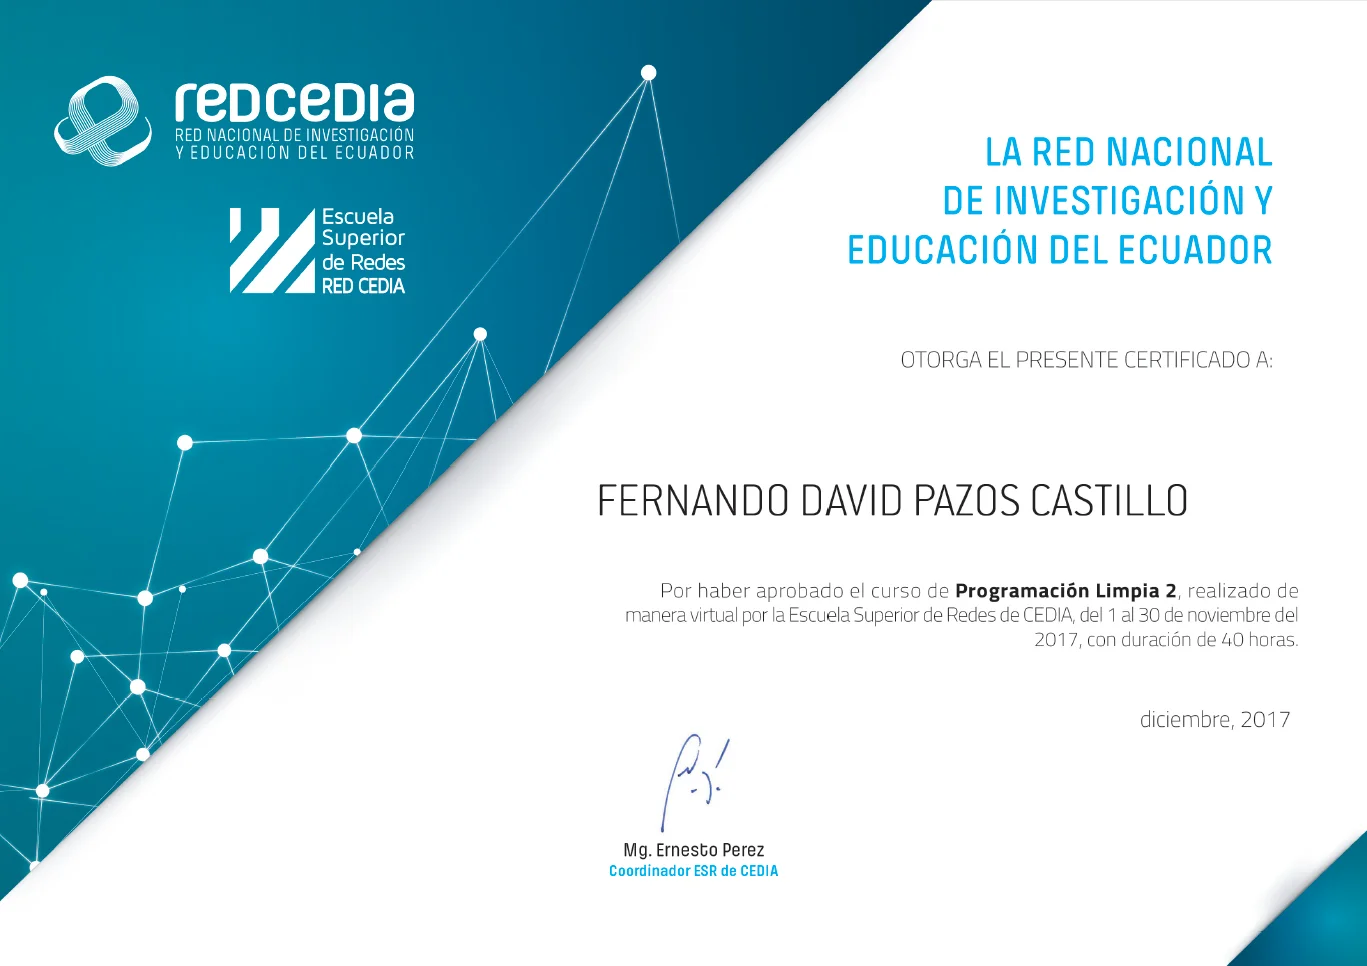 REDCEDIA
RED NACIONAL DE INVESTIGACIÓN
Y EDUCACIÓN DEL ECUADOR
Escuela
Superior
de Redes
RED CEDIA
LA RED NACIONAL
DE INVESTIGACIÓN Y
EDUCACIÓN DEL ECUADOR
OTORGA EL PRESENTE CERTIFICADO A:
FERNANDO DAVID PAZOS CASTILLO
Por haber aprobado el curso de Programación Limpia 2, realizado de
manera virtual por la Escuela Superior de Redes de CEDIA, del 1 al 30 de noviembre del
2017, con duración de 40 horas.
diciembre, 2017
Mg. Ernesto Perez
Coordinador ESR de CEDIA